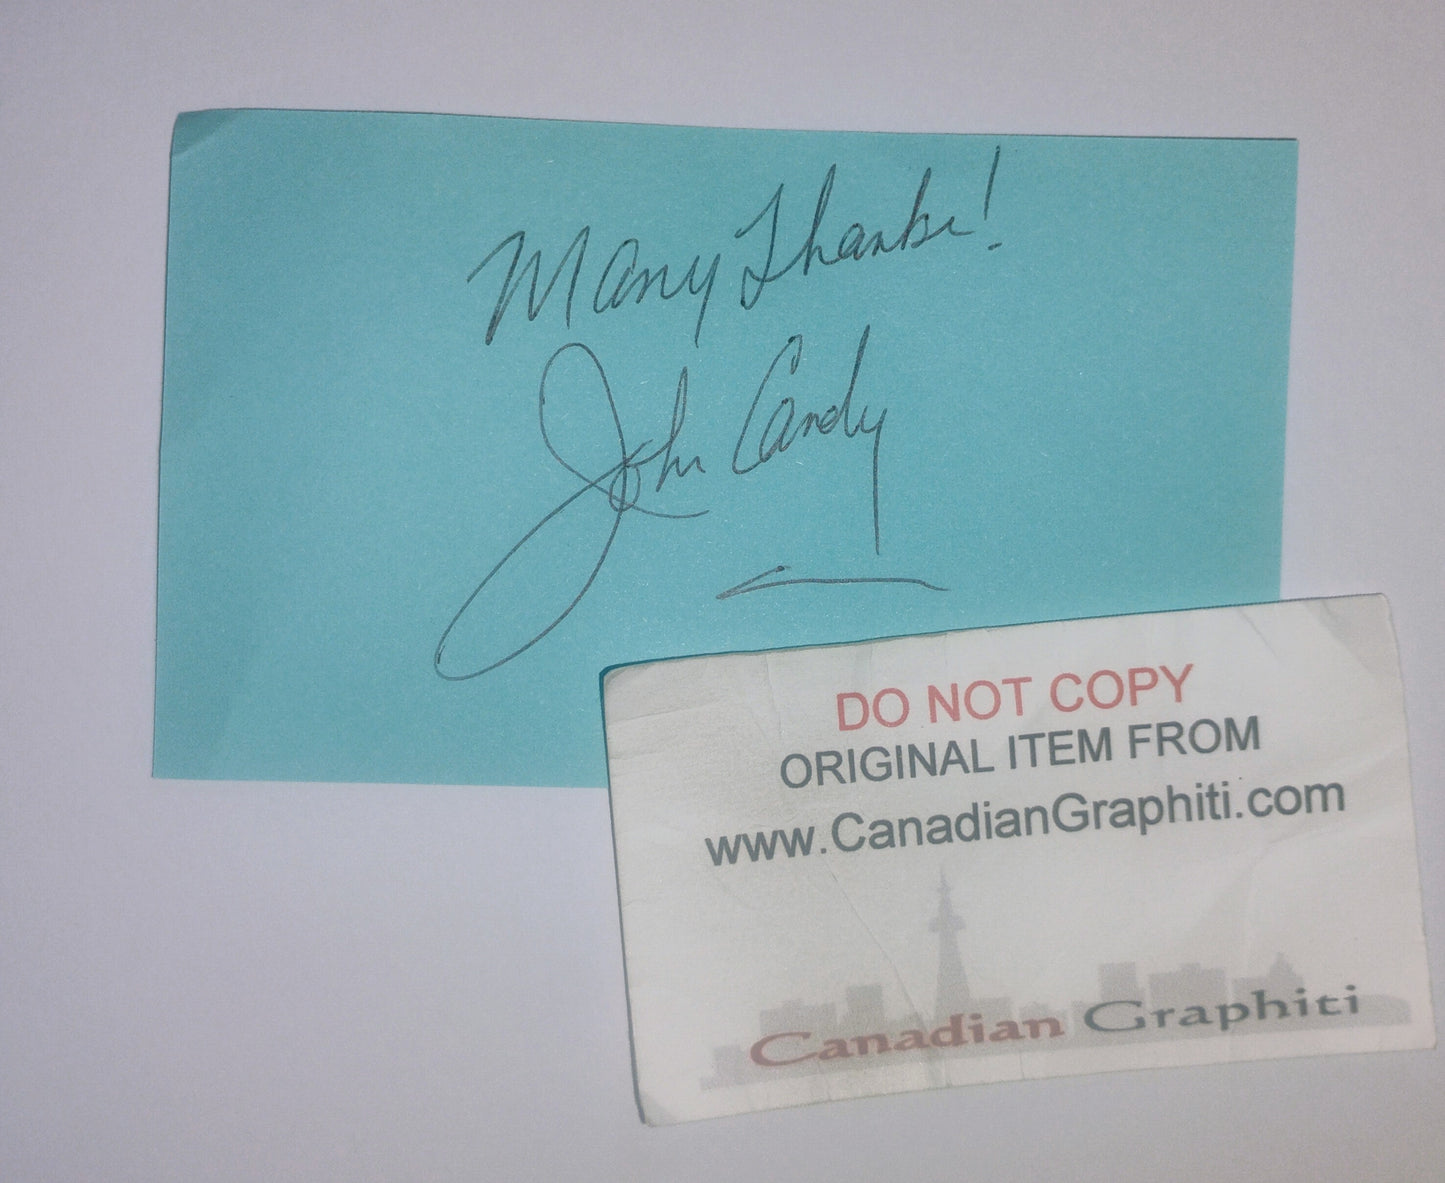 Many Thanks!
John Candy
DO NOT COPY
ORIGINAL ITEM FROM
www.CanadianGraphiti.com
Canadian Graphiti